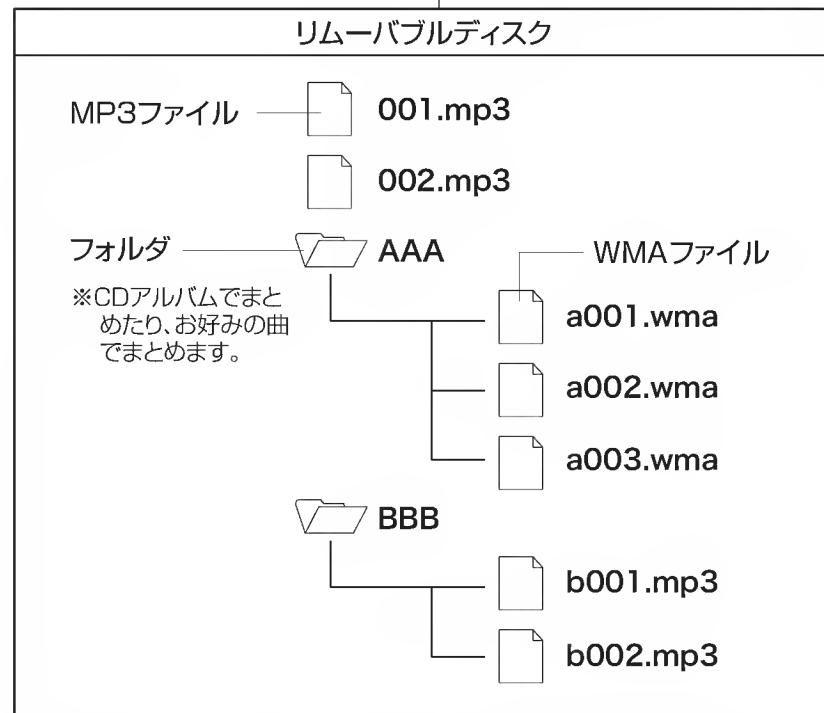 リムーバブルディスク
MP3ファイル
001.mp3
002.mp3
フォルダ
AAA
WMAファイル
※CDアルバムでまと
めたり、お好みの曲
でまとめます。
a001.wma
a002.wma
a003.wma
BBB
b001.mp3
b002.mp3